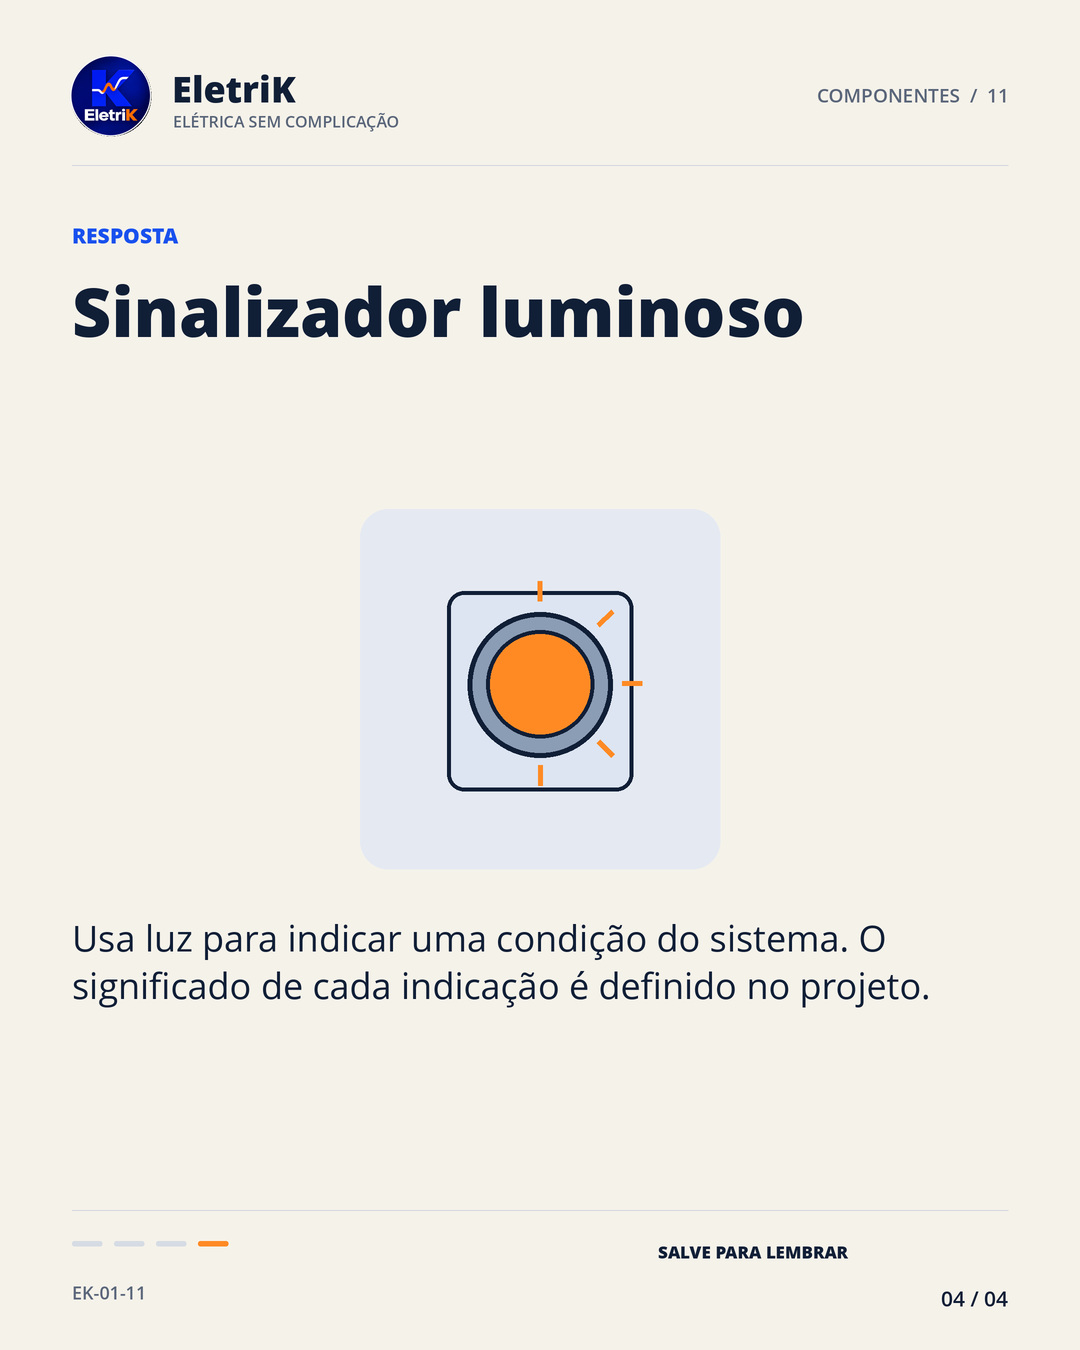 EletriK
EletriK
ELÉTRICA SEM COMPLICAÇÃO
COMPONENTES / 11
RESPOSTA
Sinalizador luminoso
Usa luz para indicar uma condição do sistema. O
significado de cada indicação é definido no projeto.
SALVE PARA LEMBRAR
EK-01-11
04 / 04